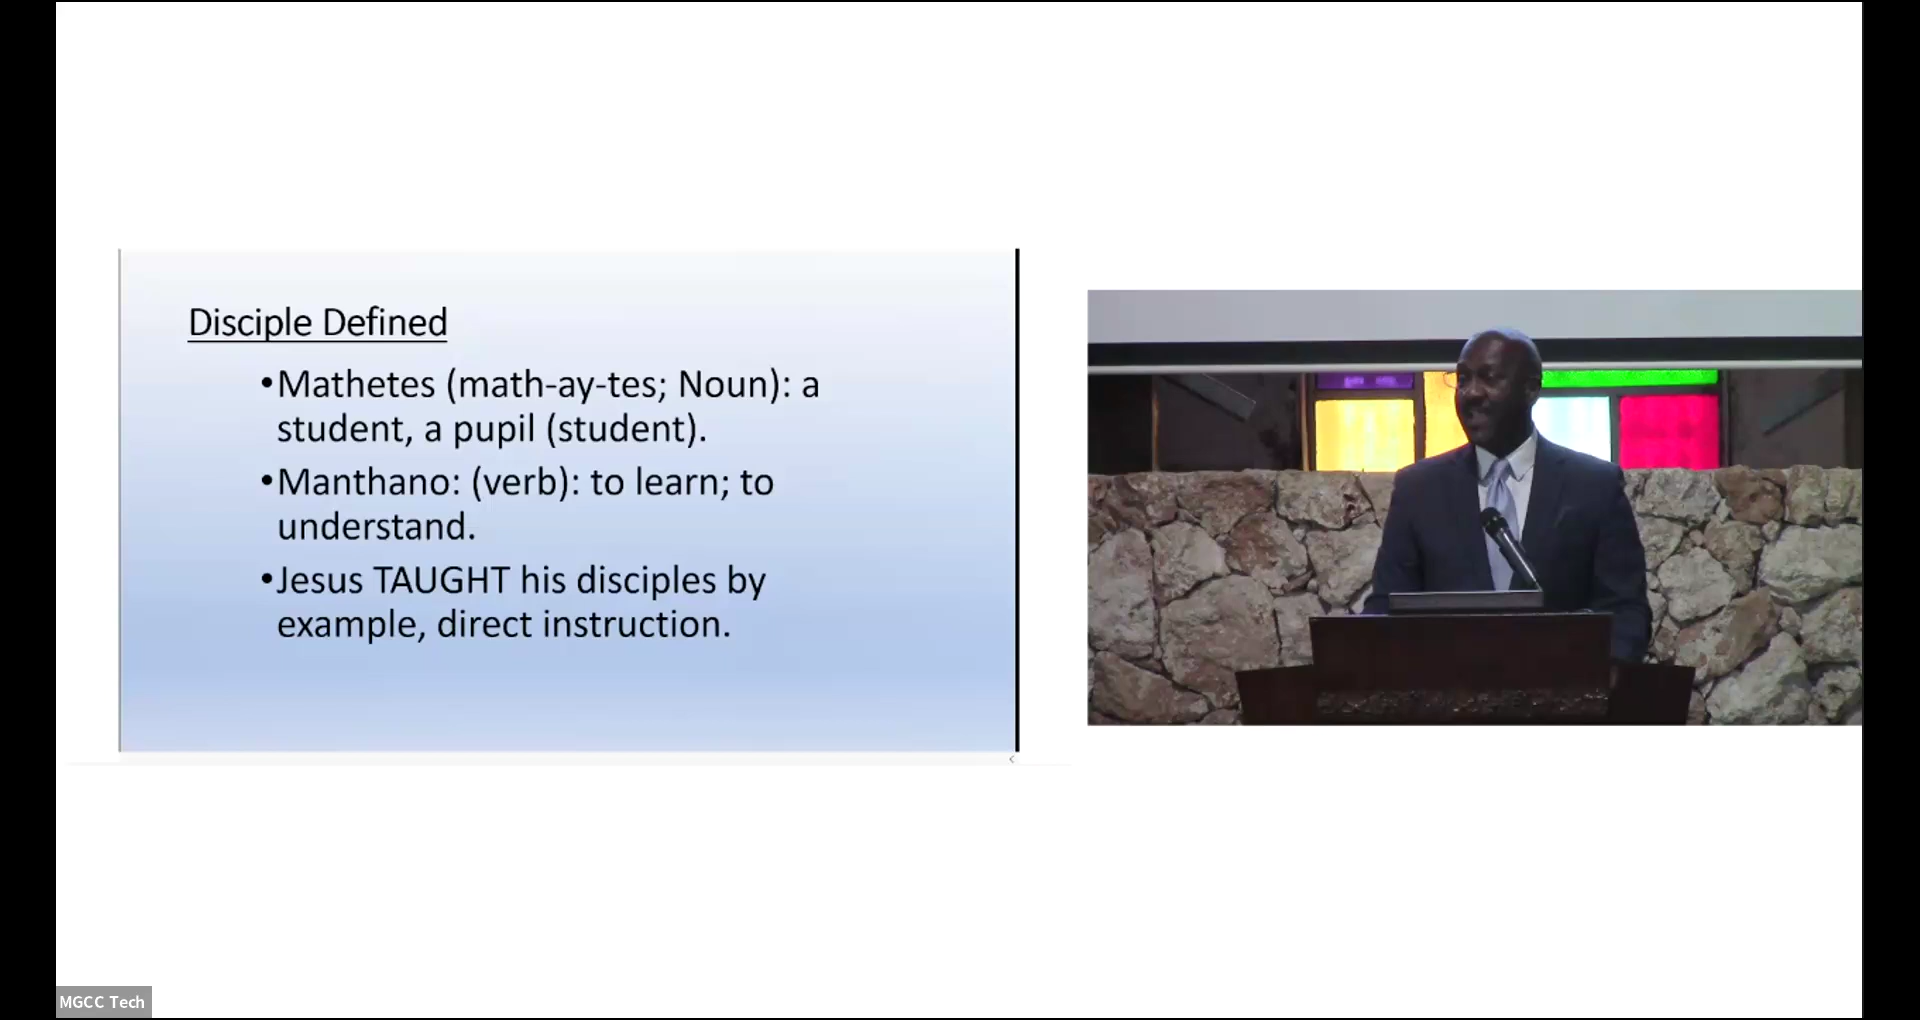 Disciple Defined
•Mathetes (math-ay-tes; Noun): a
student, a pupil (student).
•Manthano: (verb): to learn; to
understand.
•Jesus TAUGHT his disciples by
example, direct instruction.
MGCC Tech